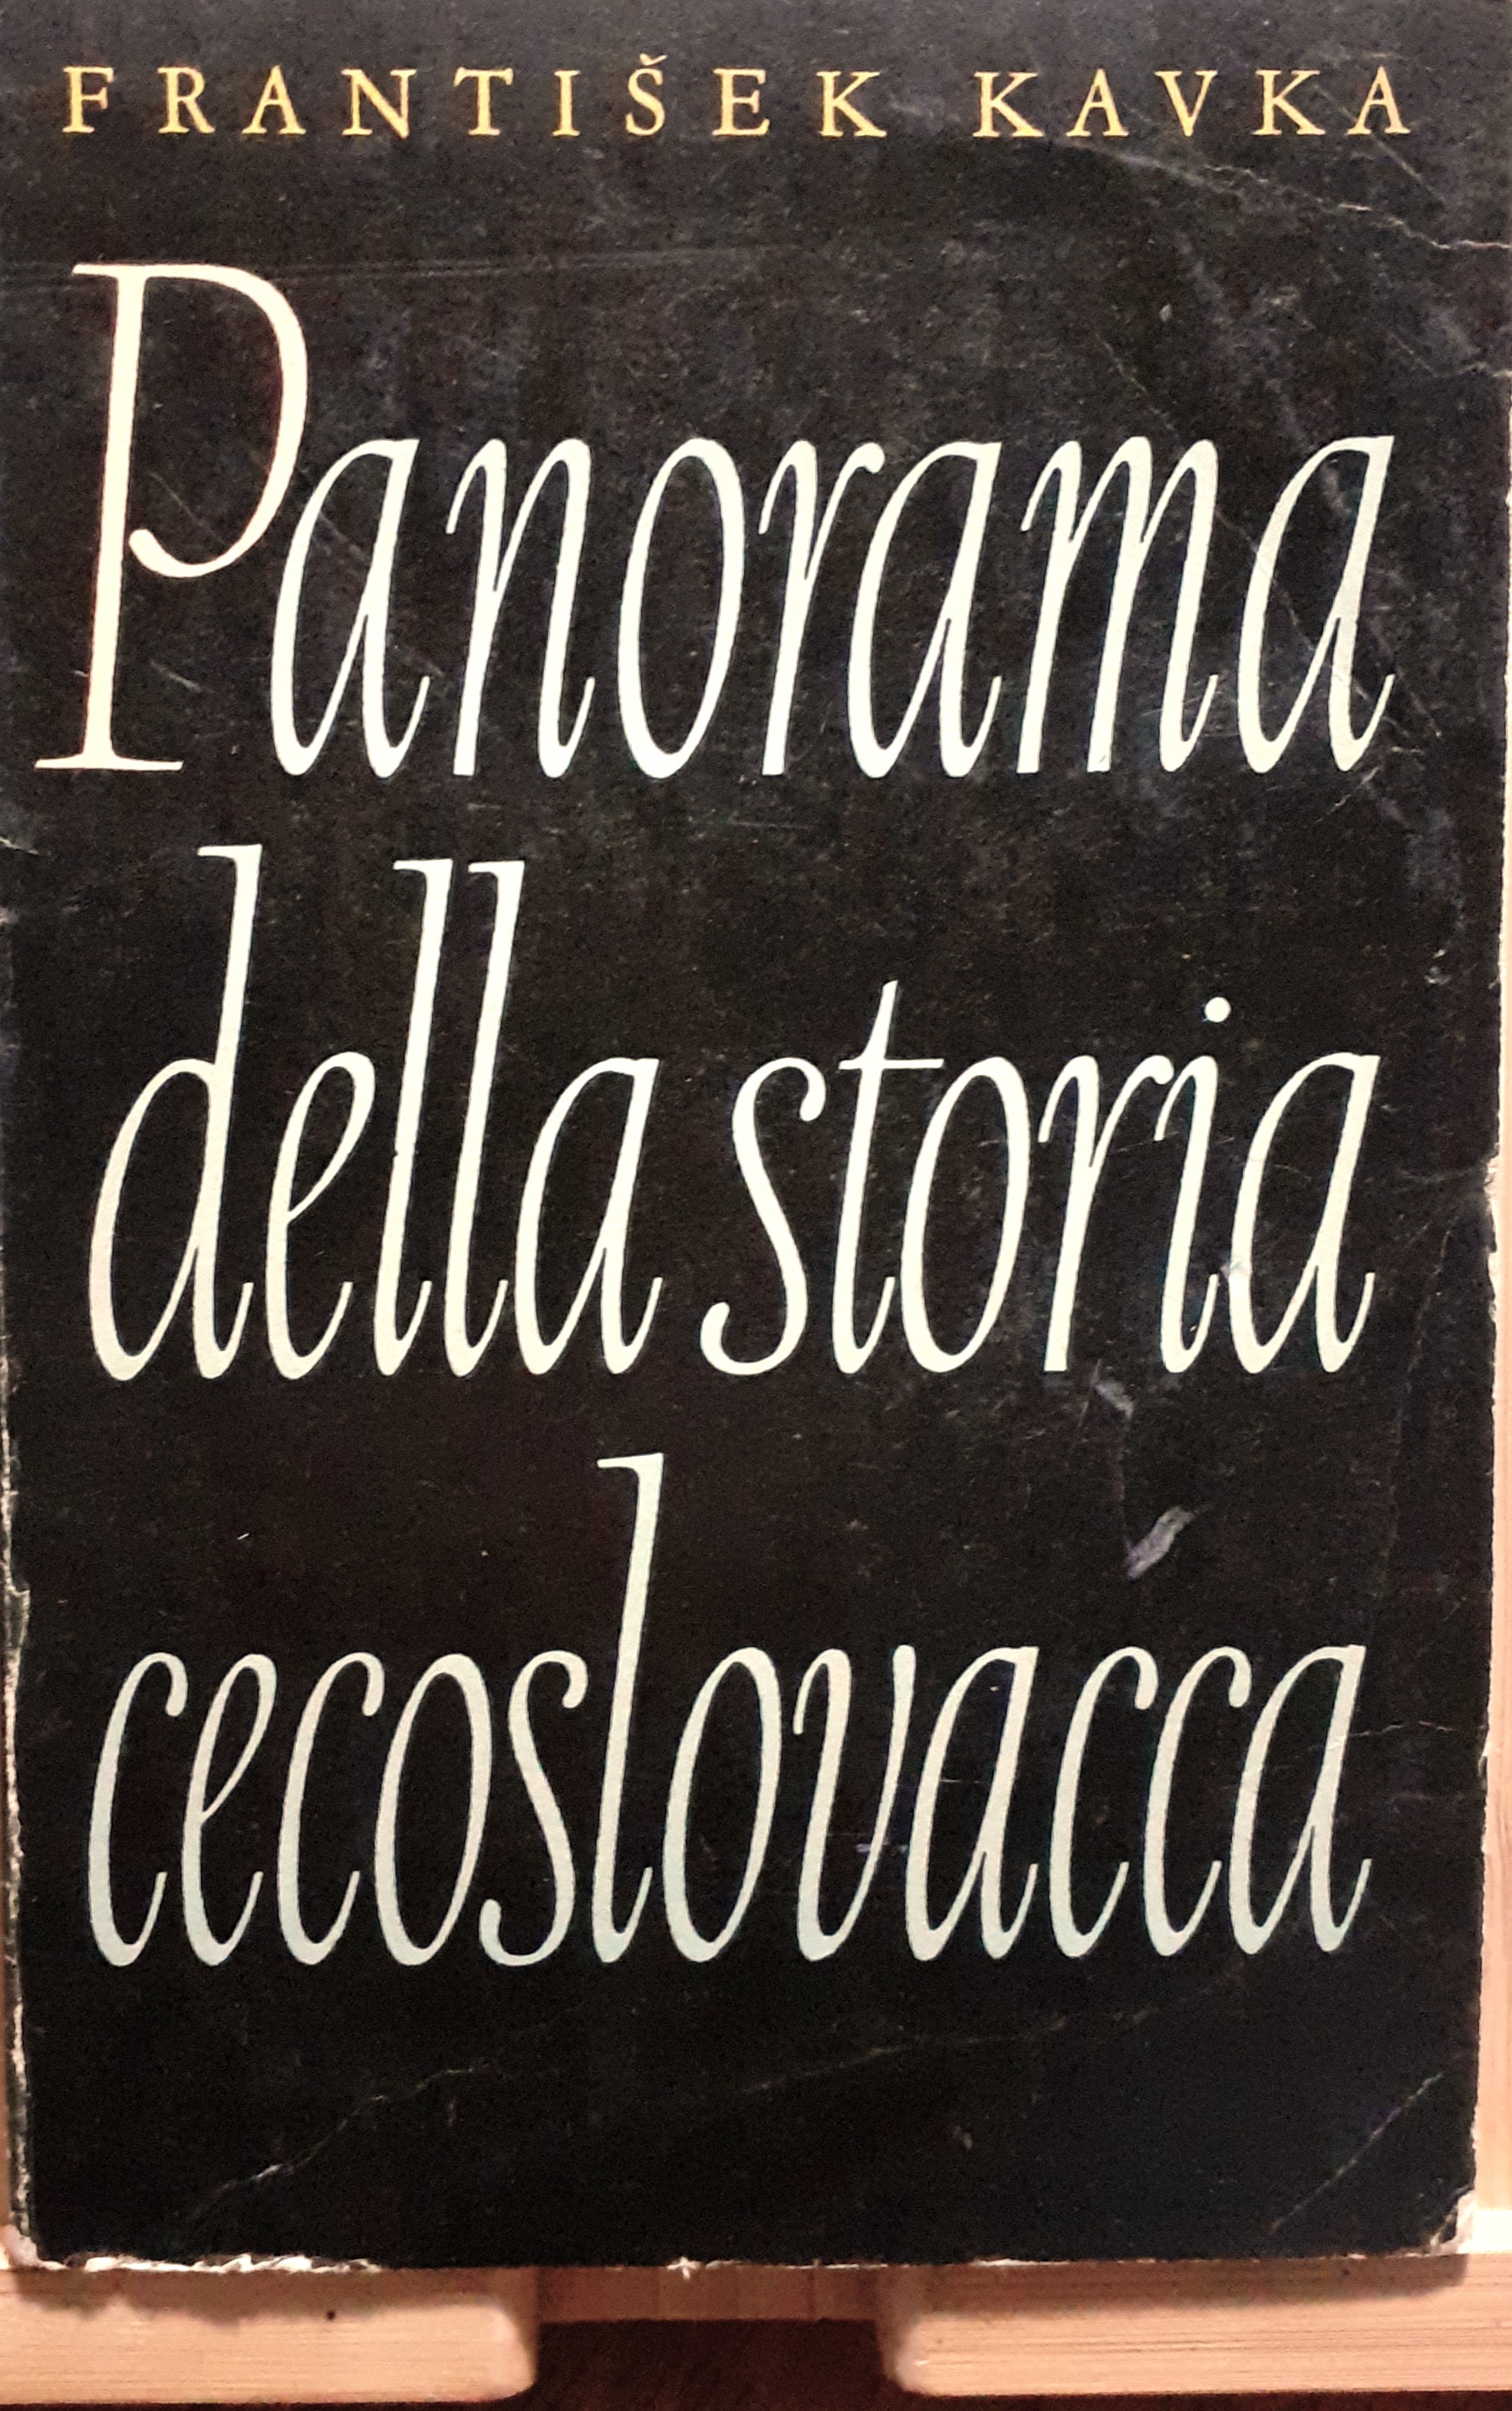 FRANTIŠEK KAVKA
Panorama
della storia
cecoslovacca